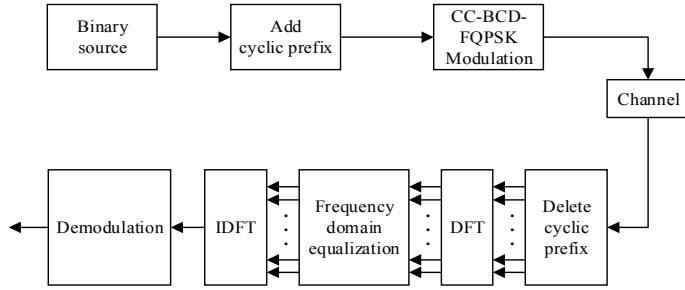 Binary
source
Add
cyclic prefix
CC-BCD-
FQPSK
Modulation
Channel
Demodulation
IDFT
Frequency
domain
equalization
DFT
Delete
cyclic
prefix